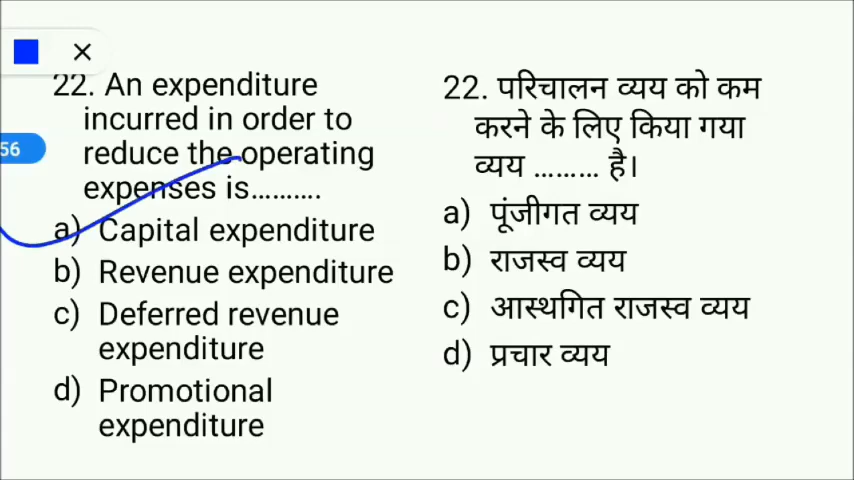 22. An expenditure
incurred in order to
56
reduce the operating
expenses is..........
a) Capital expenditure
b) Revenue expenditure
c) Deferred revenue
expenditure
d) Promotional
expenditure
22. परिचालन व्यय को कम
करने के लिए किया गया
व्यय ......... है।
a) पूंजीगत व्यय
b) राजस्व व्यय
c) आस्थगित राजस्व व्यय
d) प्रचार व्यय